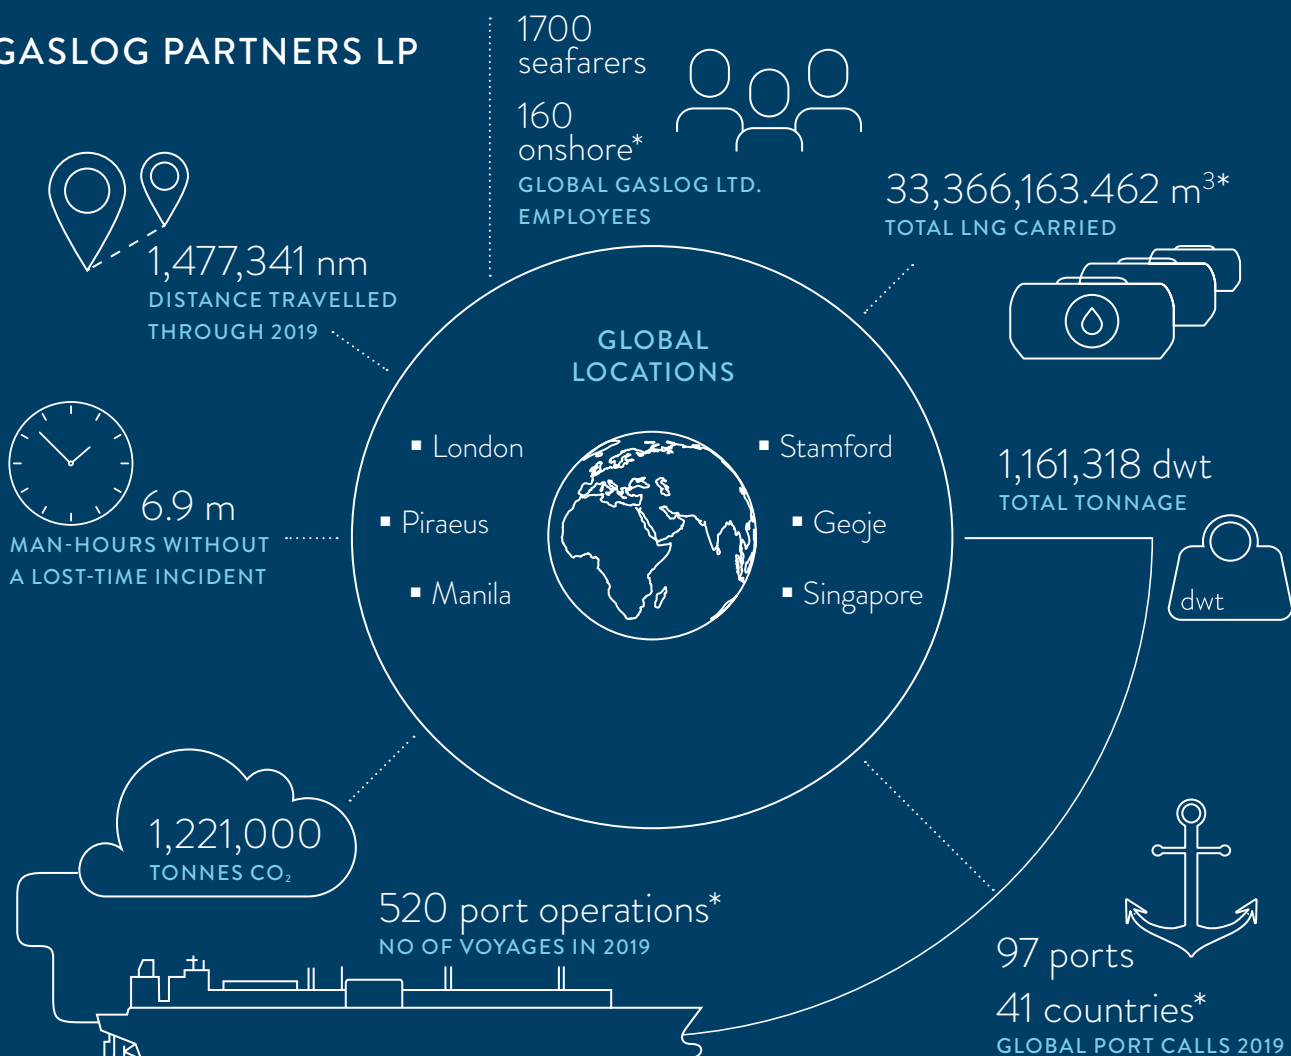 GASLOG PARTNERS LP
1700
seafarers
160
onshore*
GLOBAL GASLOG LTD.
EMPLOYEES
33,366,163.462 m³*
TOTAL LNG CARRIED
1,477,341 nm
DISTANCE TRAVELLED
THROUGH 2019
GLOBAL
LOCATIONS
London
Piraeus
Manila
Stamford
Geoje
Singapore
1,161,318 dwt
TOTAL TONNAGE
dwt
6.9 m
MAN-HOURS WITHOUT
A LOST-TIME INCIDENT
1,221,000
TONNES CO₂
520 port operations*
NO OF VOYAGES IN 2019
97 ports
41 countries*
GLOBAL PORT CALLS 2019